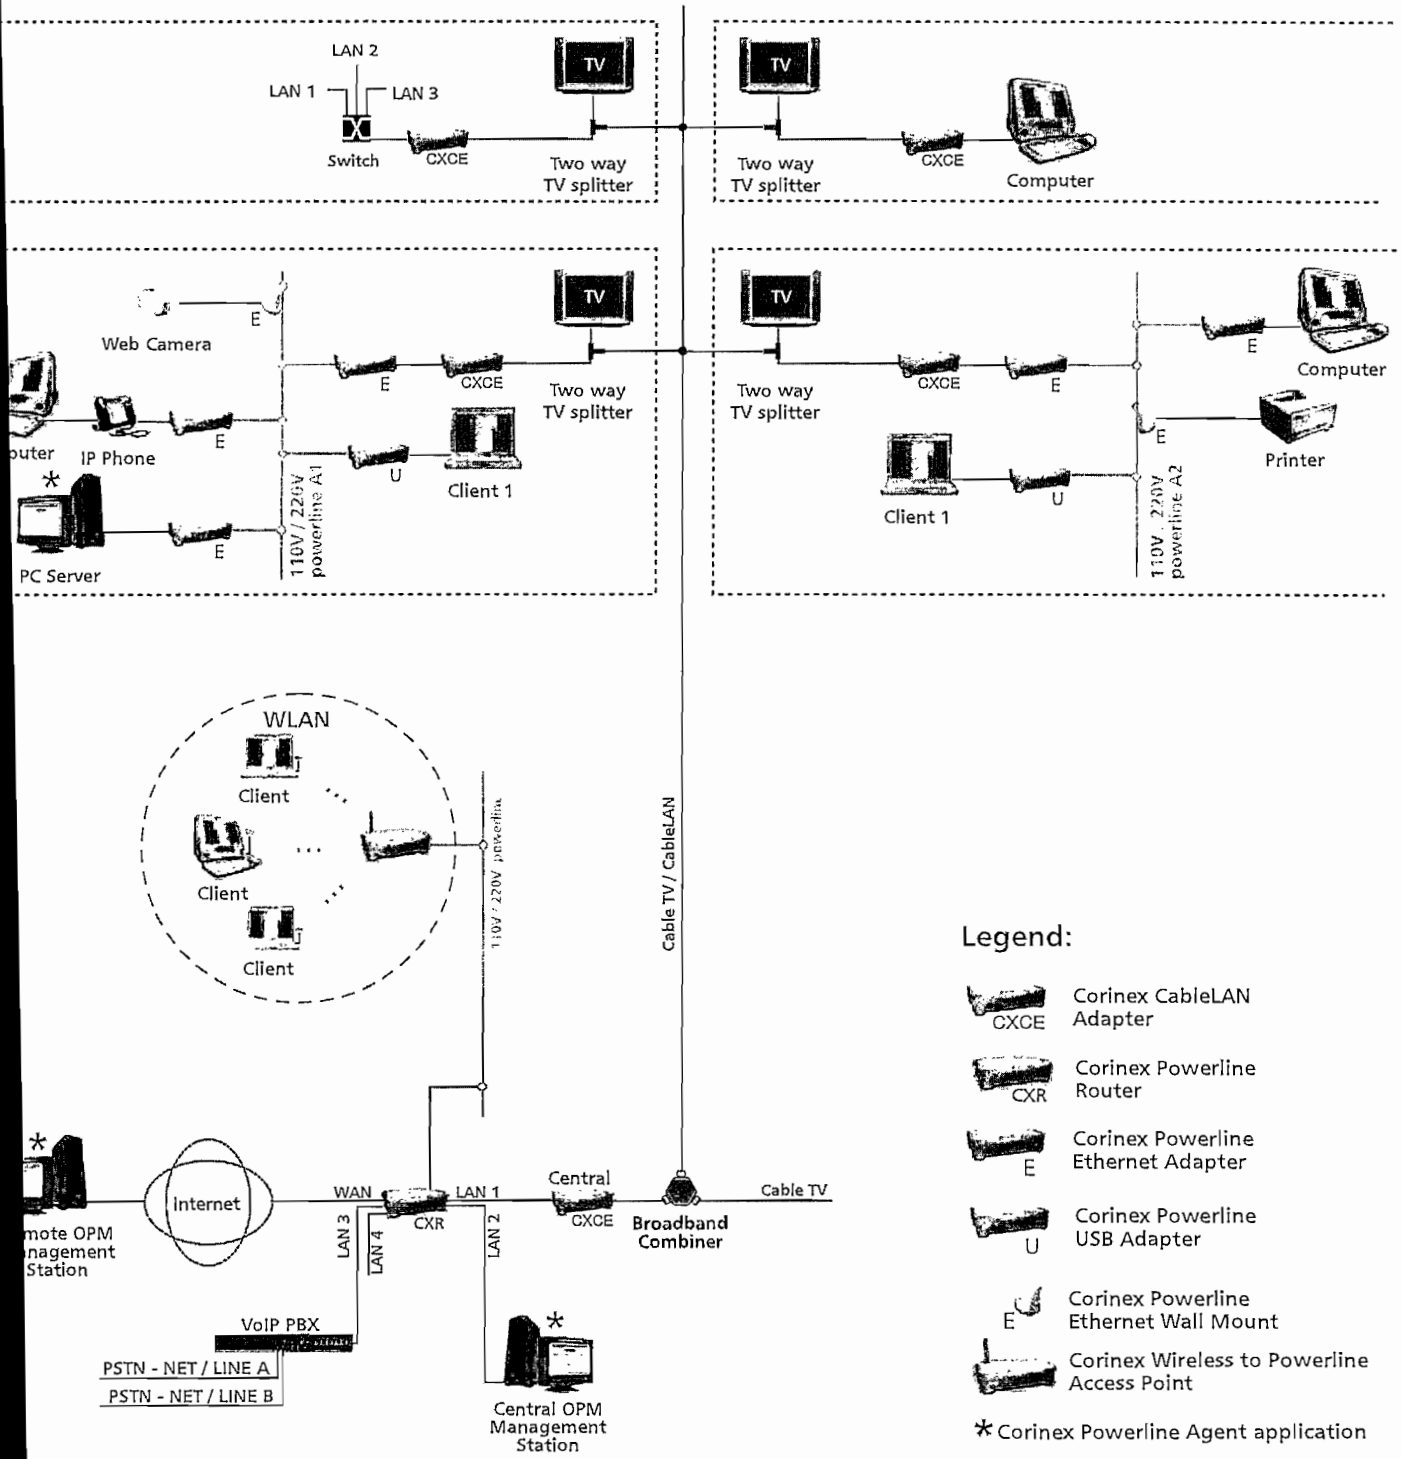 LAN 2
LAN 1
LAN 3
Switch
CXCE
TV
Two way
TV splitter
TV
Two way
TV splitter
CXCE
Computer
Web Camera
E
E
CXCE
TV
Two way
TV splitter
IP Phone
E
U
Client 1
*
PC Server
E
110V / 220V
powerline A1
TV
Two way
TV splitter
CXCE
E
E
Computer
E
Printer
Client 1
U
110V . 220V
powerline A2
WLAN
Client
...
Client
...
...
Client
110V / 220V
Cable TV / CableLAN
*
OPM
Station
Internet
WAN
CXR
LAN 1
LAN 3
LAN 4
LAN 2
Central
CXCE
Broadband
Combiner
Cable TV
VoIP PBX
PSTN - NET / LINE A
PSTN - NET / LINE B
*
Central OPM
Management
Station
Legend:
CXCE
Corinex CableLAN
Adapter
CXR
Corinex Powerline
Router
E
Corinex Powerline
Ethernet Adapter
U
Corinex Powerline
USB Adapter
E
Corinex Powerline
Ethernet Wall Mount
Corinex Wireless to Powerline
Access Point
* Corinex Powerline Agent application